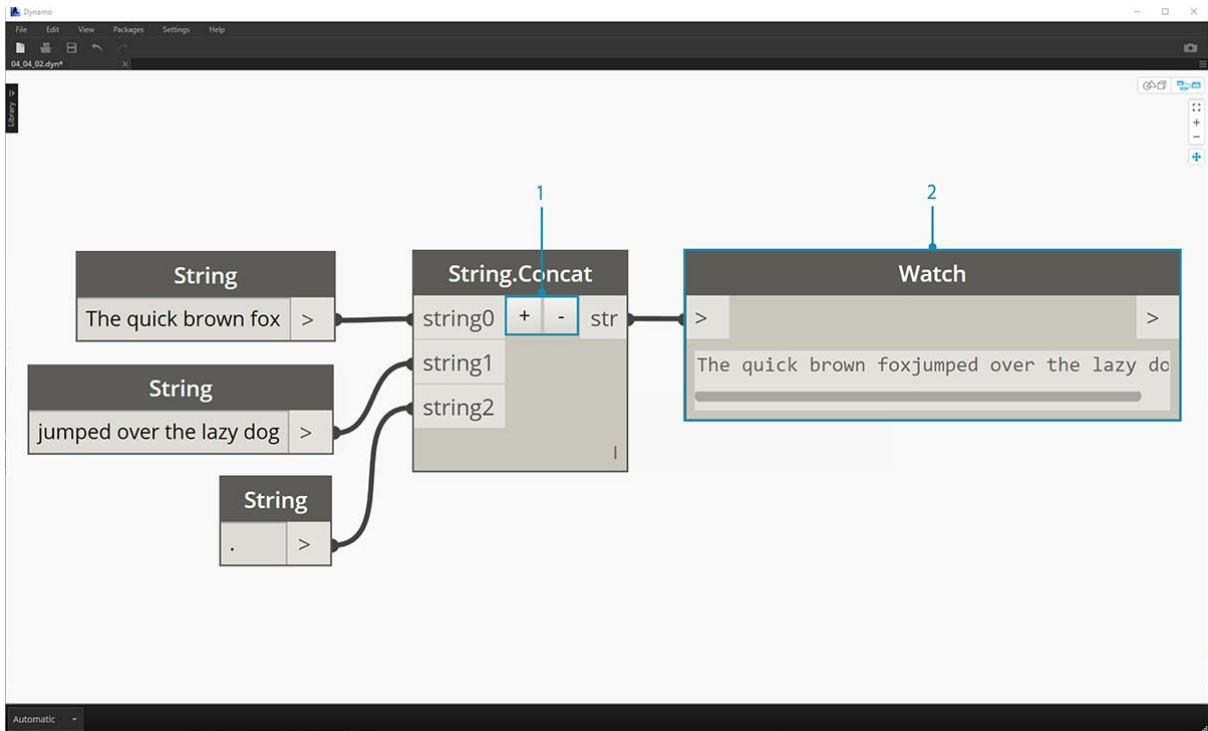 Dynamo
File Edit View Packages Settings Help
04_04_02.dyn*
Library
1
2
String
The quick brown fox >
String
jumped over the lazy dog >
String
. >
String.Concat
string0 + - str
string1
string2
l
Watch
> >
The quick brown foxjumped over the lazy do
Automatic